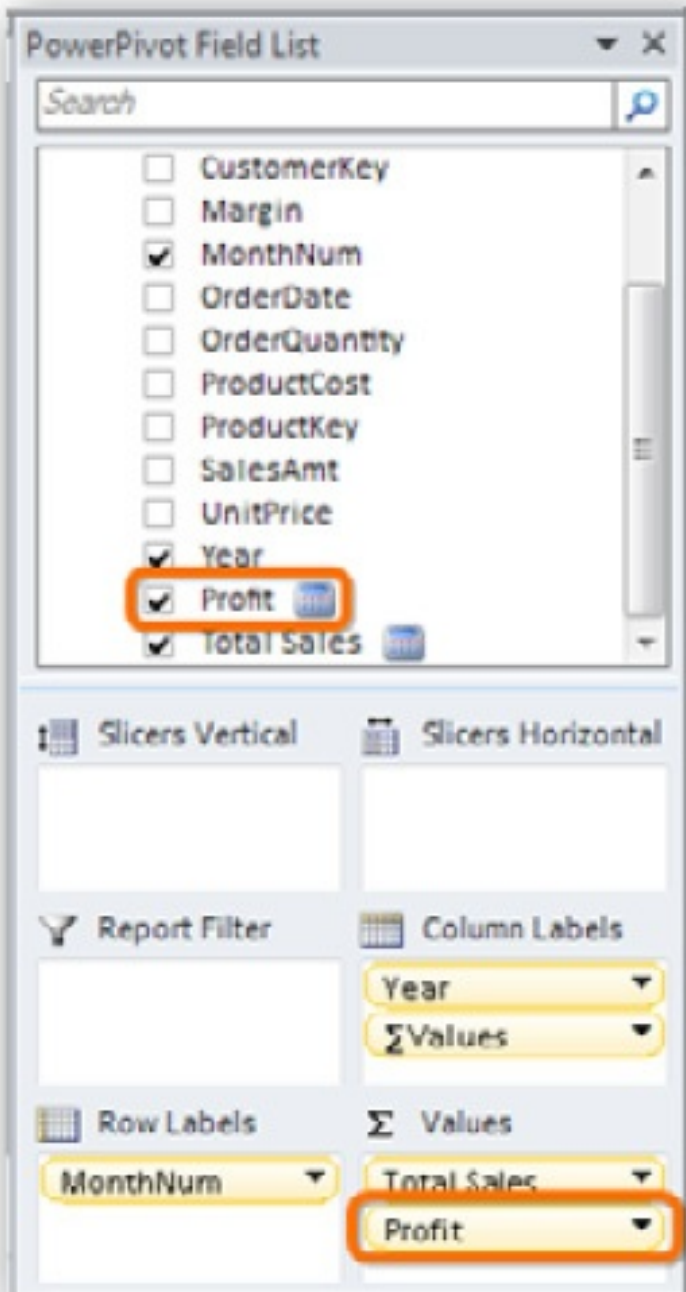 PowerPivot Field List
Search
CustomerKey
Margin
MonthNum
OrderDate
OrderQuantity
ProductCost
ProductKey
SalesAmt
UnitPrice
Year
Profit
Total Sales
Slicers Vertical
Slicers Horizontal
Report Filter
Column Labels
Year
ΣValues
Row Labels
Σ Values
MonthNum
Total Sales
Profit